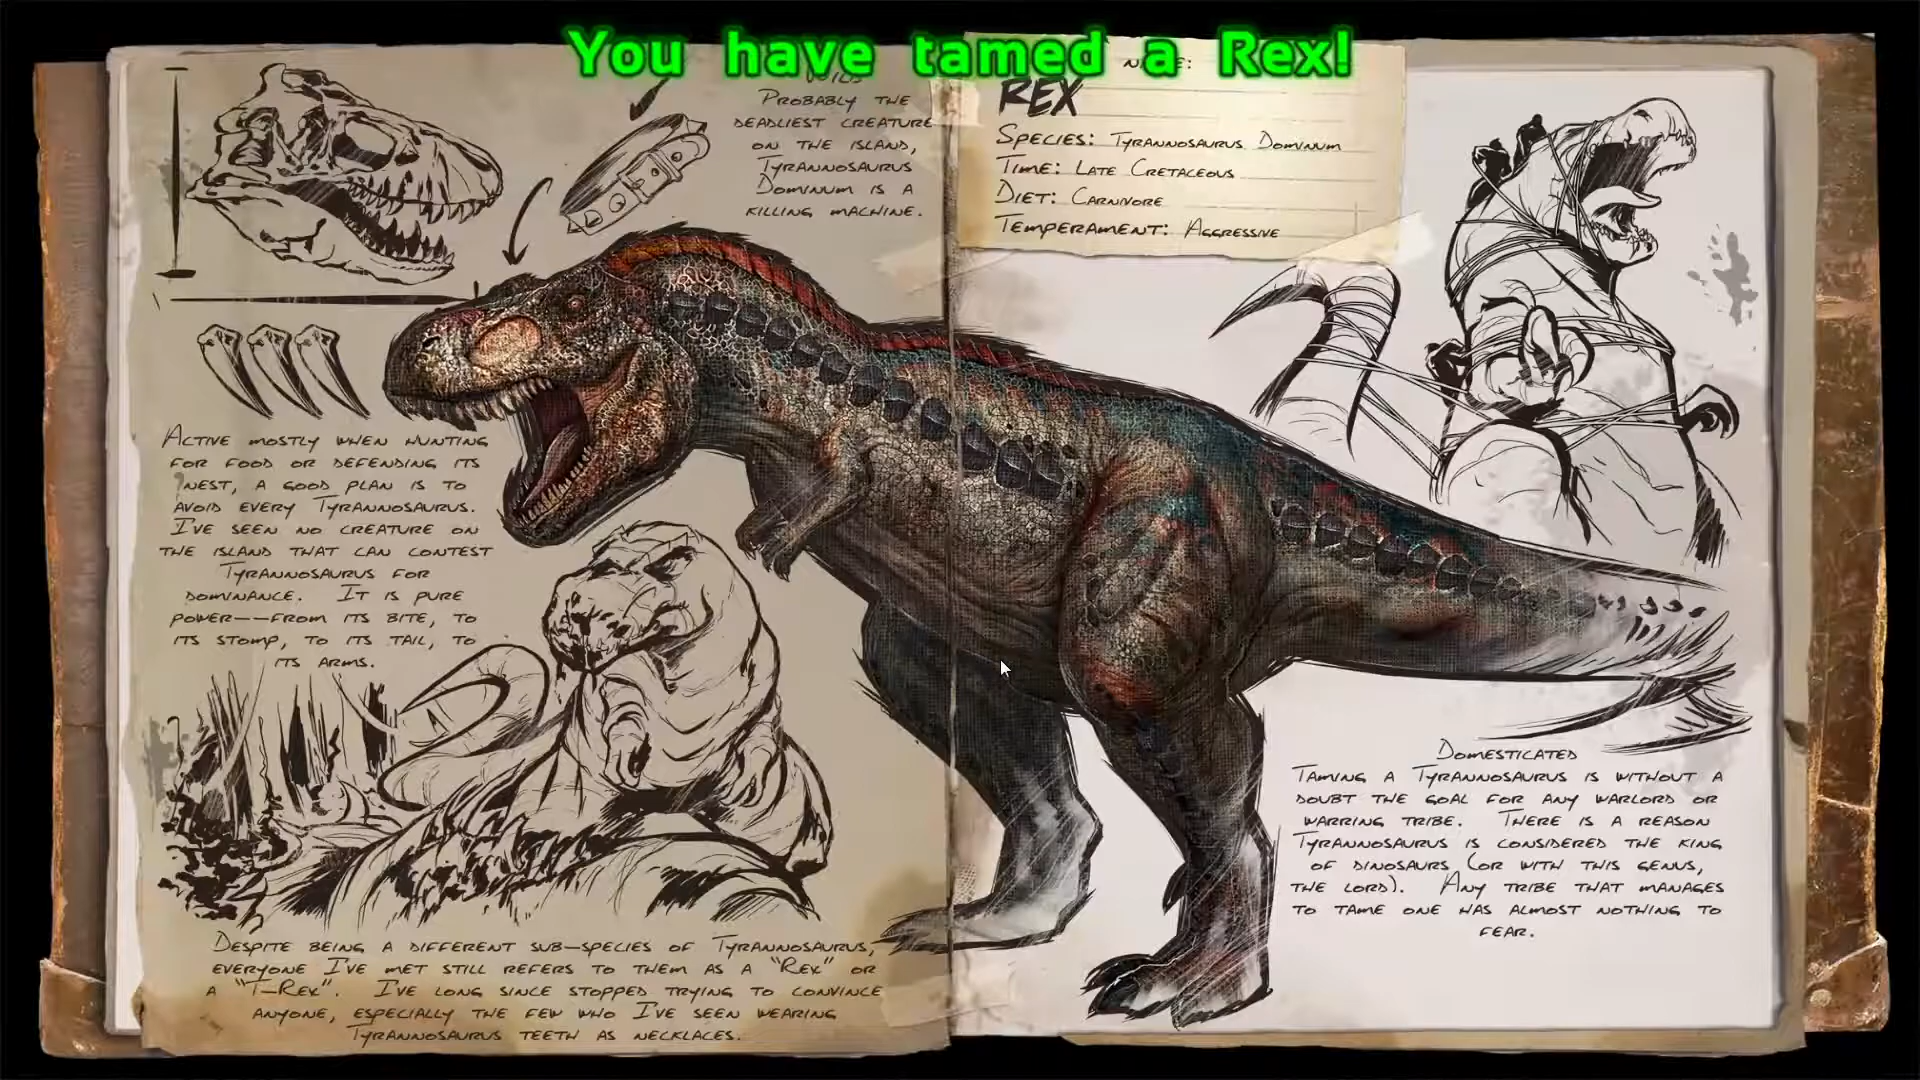 You have tamed a Rex!
Wild
Probably the
deadliest creature
on the island,
Tyrannosaurus
Dominum is a
killing machine.
Rex
Species: Tyrannosaurus Dominum
Time: Late Cretaceous
Diet: Carnivore
Temperament: Aggressive
Active mostly when hunting
for food or defending its
nest, a good plan is to
avoid every Tyrannosaurus.
I've seen no creature on
the island that can contest
Tyrannosaurus for
dominance. It is pure
power--from its bite, to
its stomp, to its tail, to
its arms.
Despite being a different sub-species of Tyrannosaurus,
everyone I've met still refers to them as a "Rex" or
a "T-Rex". I've long since stopped trying to convince
anyone, especially the few who I've seen wearing
Tyrannosaurus teeth as necklaces.
Domesticated
Taming a Tyrannosaurus is without a
doubt the goal for any warlord or
warring tribe. There is a reason
Tyrannosaurus is considered the king
of dinosaurs (or with this genus,
the lord). Any tribe that manages
to tame one has almost nothing to
fear.